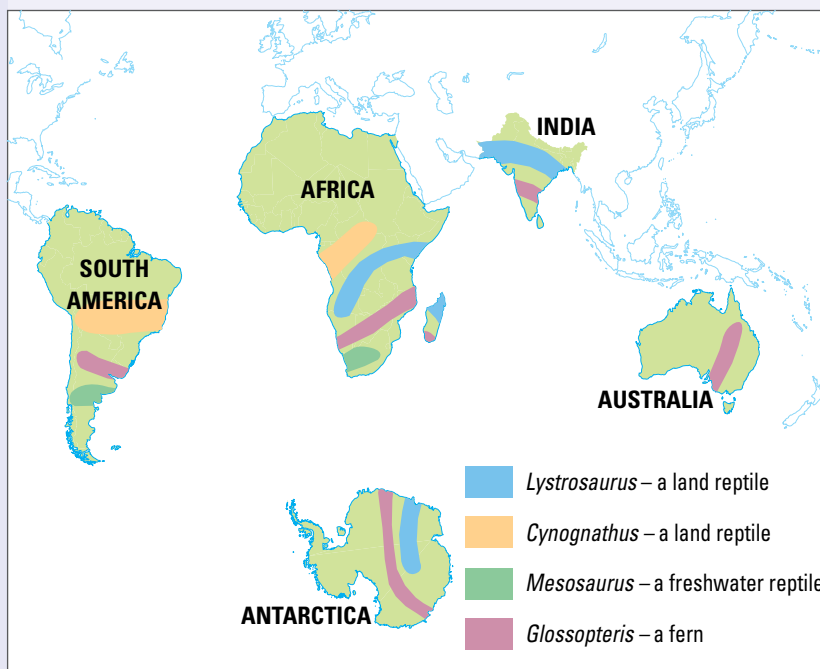 INDIA
AFRICA
SOUTH
AMERICA
AUSTRALIA
ANTARCTICA
Lystrosaurus – a land reptile
Cynognathus – a land reptile
Mesosaurus – a freshwater reptile
Glossopteris – a fern